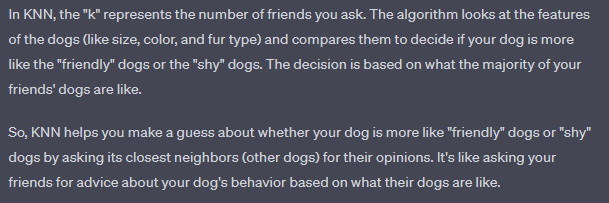 In KNN, the "k" represents the number of friends you ask. The algorithm looks at the features
of the dogs (like size, color, and fur type) and compares them to decide if your dog is more
like the "friendly" dogs or the "shy" dogs. The decision is based on what the majority of your
friends' dogs are like.
So, KNN helps you make a guess about whether your dog is more like "friendly" dogs or "shy"
dogs by asking its closest neighbors (other dogs) for their opinions. It's like asking your
friends for advice about your dog's behavior based on what their dogs are like.